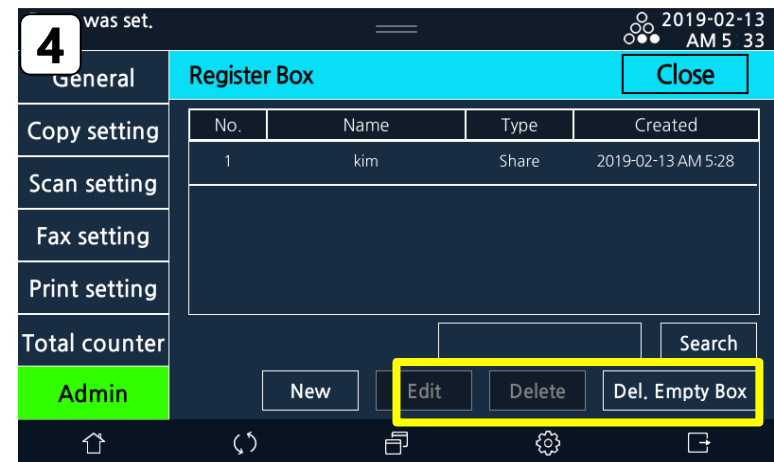 was set.
2019-02-13
AM 5 33
4
General
Register Box
Close
Copy setting
Scan setting
Fax setting
Print setting
Total counter
Admin
No. Name Type Created
1 kim Share 2019-02-13 AM 5:28
Search
New Edit Delete Del. Empty Box